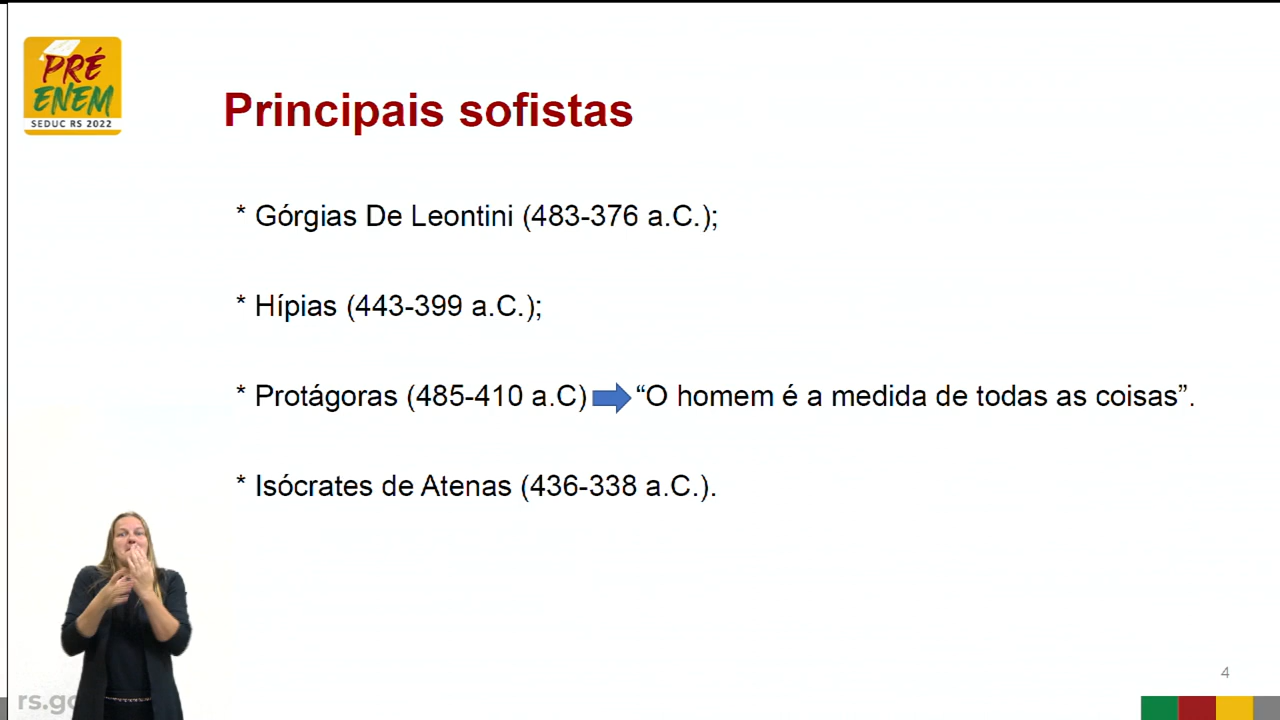 PRÉ
ENEM
SEDUC RS 2022
Principais sofistas
* Górgias De Leontini (483-376 a.C.);
* Hípias (443-399 a.C.);
* Protágoras (485-410 a.C) “O homem é a medida de todas as coisas”.
* Isócrates de Atenas (436-338 a.C.).
4